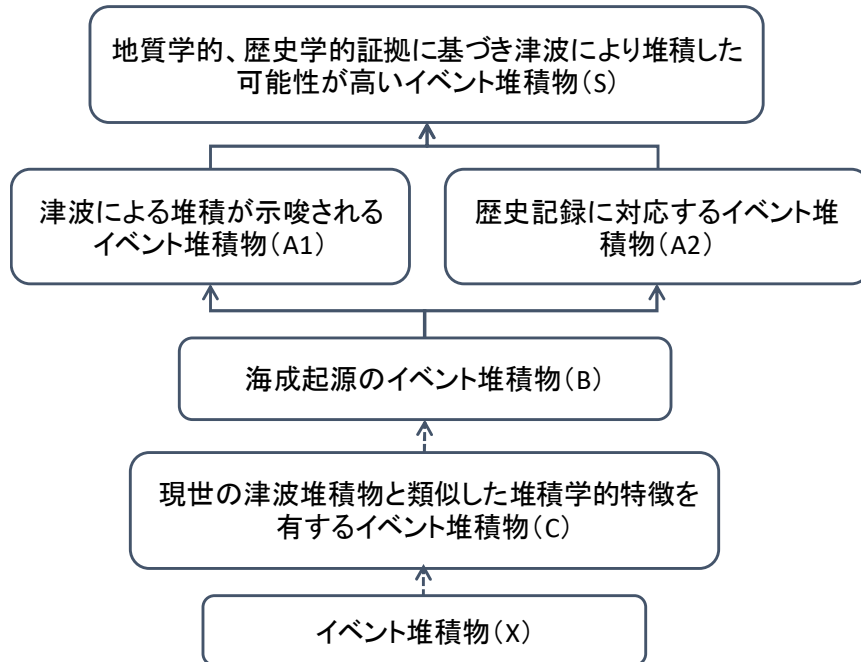 地質学的、歴史学的証拠に基づき津波により堆積した
可能性が高いイベント堆積物(S)
津波による堆積が示唆される
イベント堆積物(A1)
歴史記録に対応するイベント堆
積物(A2)
海成起源のイベント堆積物(B)
現世の津波堆積物と類似した堆積学的特徴を
有するイベント堆積物(C)
イベント堆積物(X)